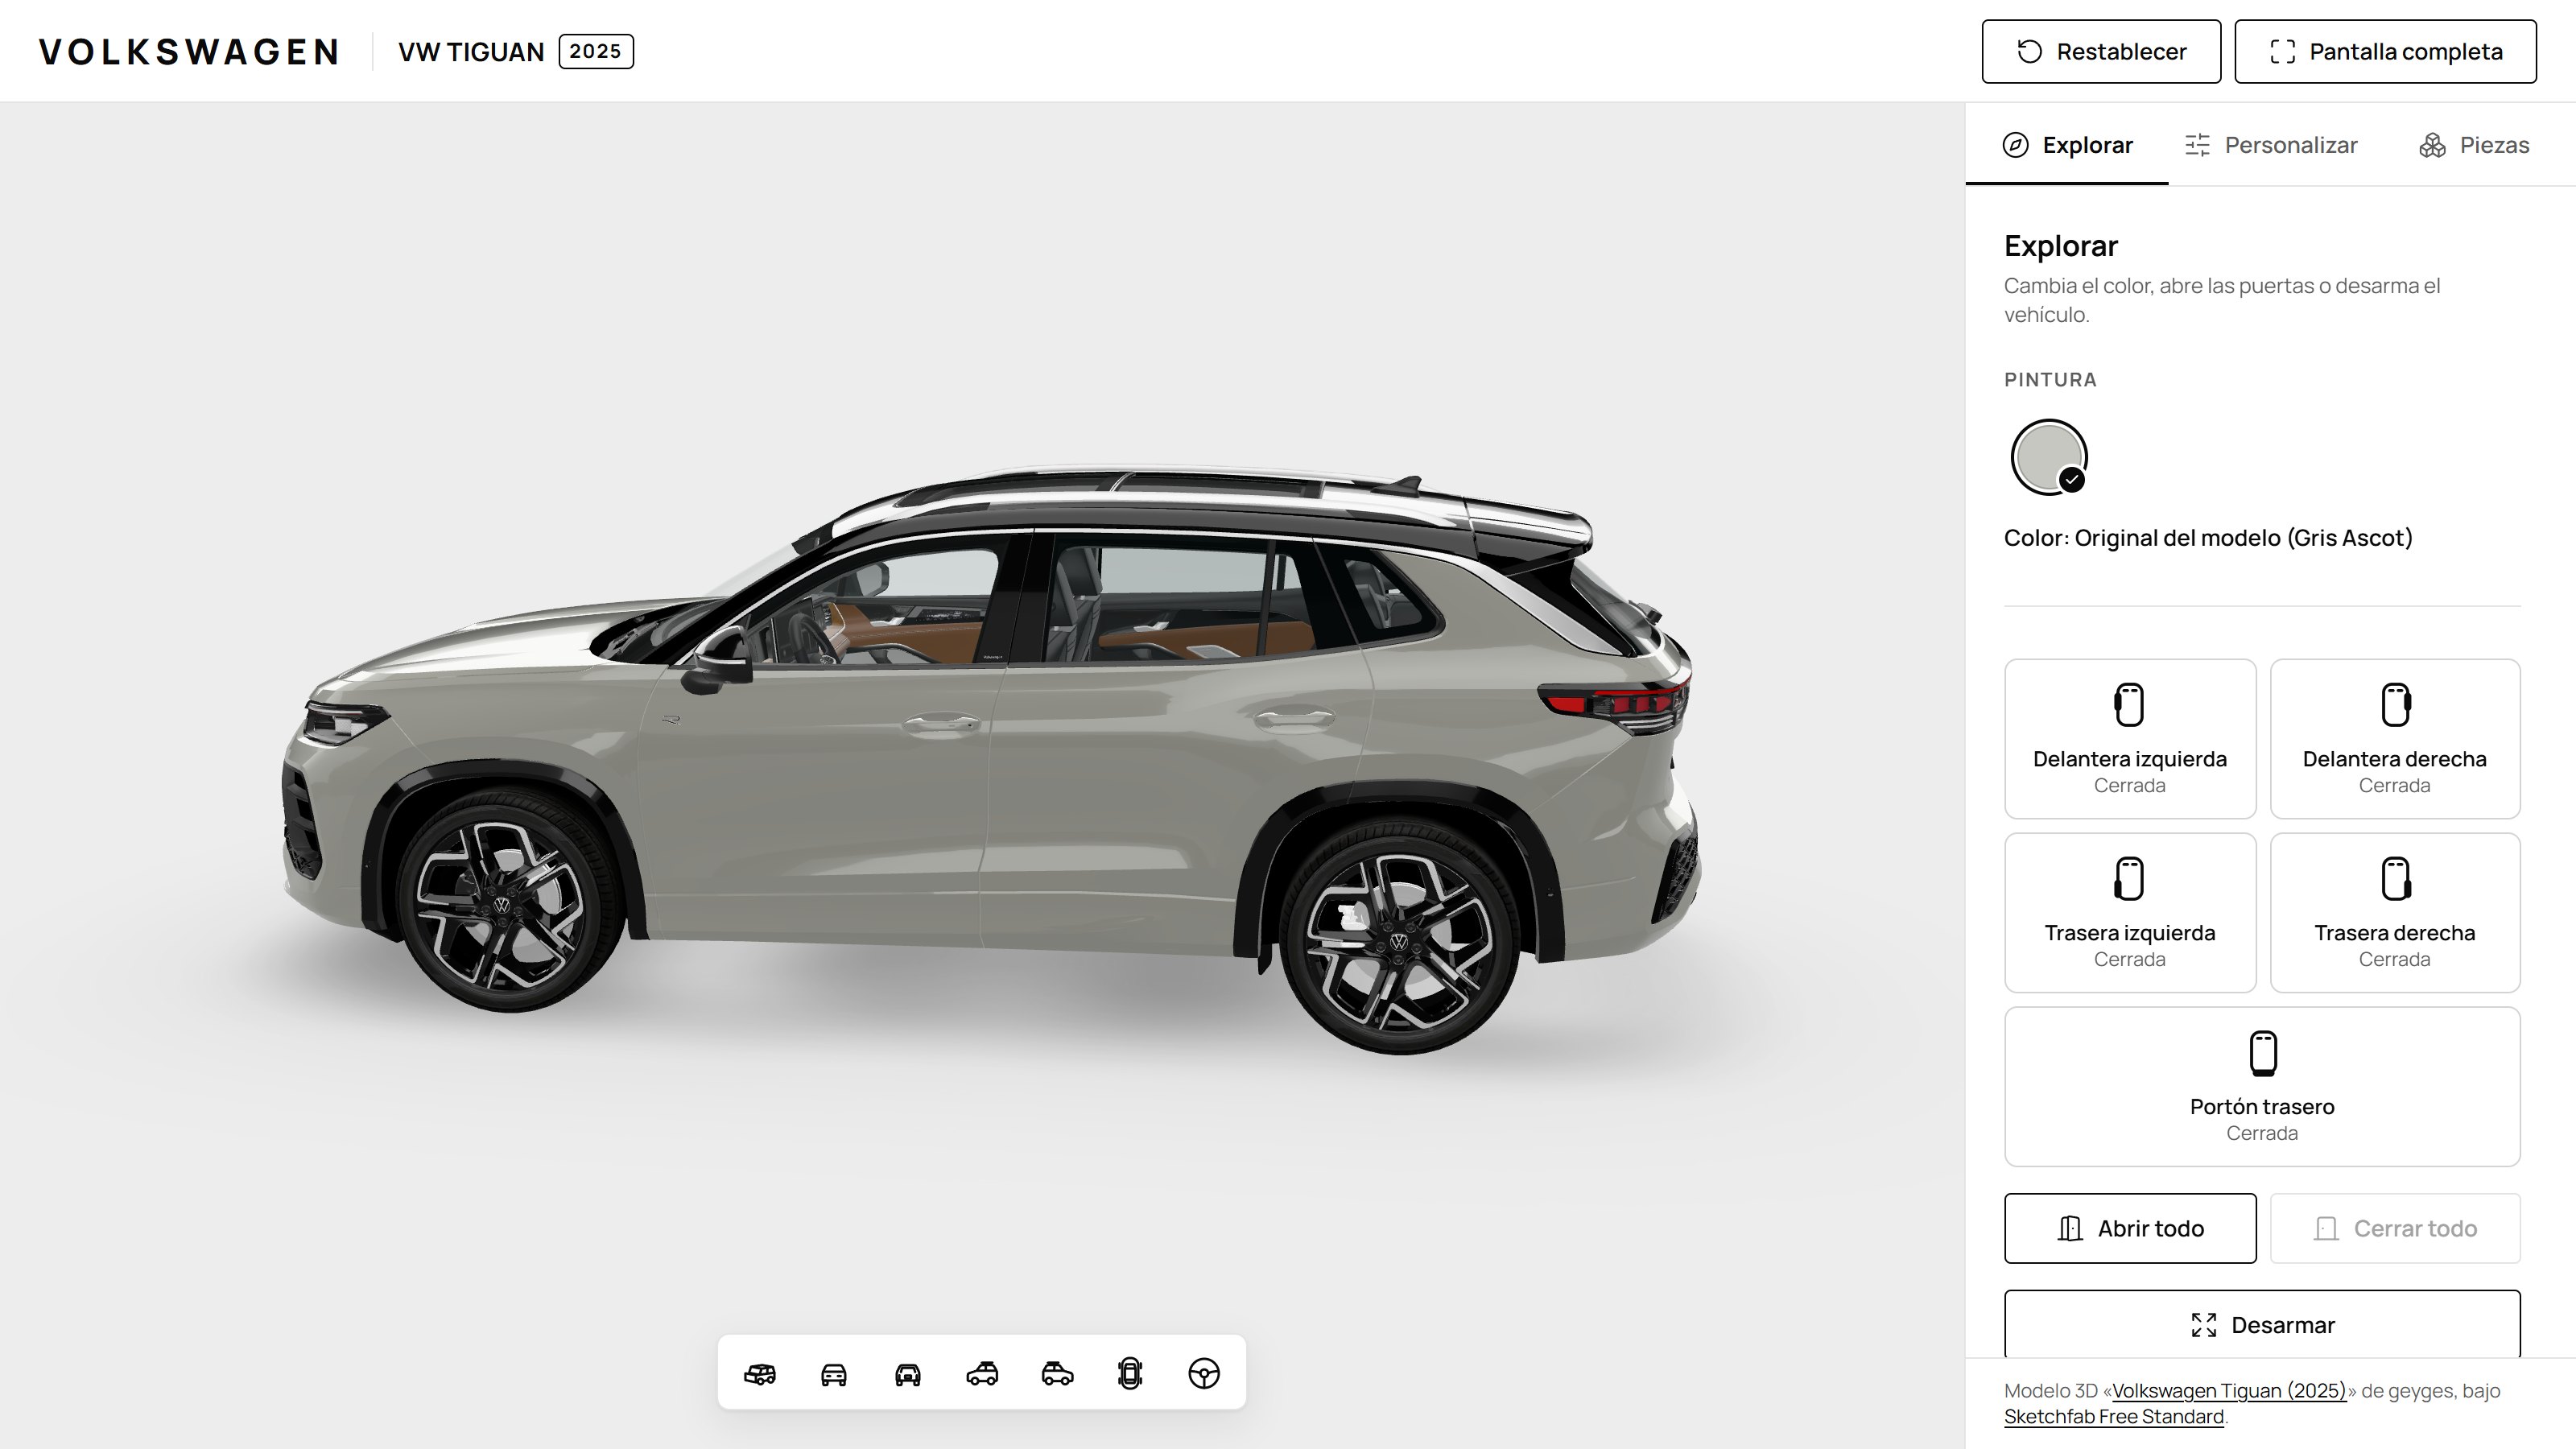 VOLKSWAGEN
VW TIGUAN 2025
Restablecer
Pantalla completa
Explorar
Personalizar
Piezas
Explorar
Cambia el color, abre las puertas o desarma el
vehículo.
PINTURA
Color: Original del modelo (Gris Ascot)
Delantera izquierda
Cerrada
Delantera derecha
Cerrada
Trasera izquierda
Cerrada
Trasera derecha
Cerrada
Portón trasero
Cerrada
Abrir todo
Cerrar todo
Desarmar
Modelo 3D «Volkswagen Tiguan (2025)» de geyges, bajo
Sketchfab Free Standard.